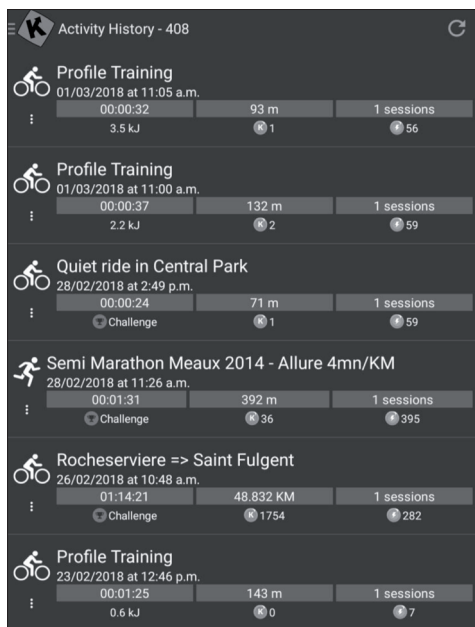 K
Activity History - 408
Profile Training
01/03/2018 at 11:05 a.m.
00:00:32 93 m 1 sessions
3.5 kJ K 1 56
Profile Training
01/03/2018 at 11:00 a.m.
00:00:37 132 m 1 sessions
2.2 kJ K 2 59
Quiet ride in Central Park
28/02/2018 at 2:49 p.m.
00:00:24 71 m 1 sessions
Challenge K 1 59
Semi Marathon Meaux 2014 - Allure 4mn/KM
28/02/2018 at 11:26 a.m.
00:01:31 392 m 1 sessions
Challenge K 36 395
Rocheserviere => Saint Fulgent
26/02/2018 at 10:48 a.m.
01:14:21 48.832 KM 1 sessions
Challenge K 1754 282
Profile Training
23/02/2018 at 12:46 p.m.
00:01:25 143 m 1 sessions
0.6 kJ K 0 7